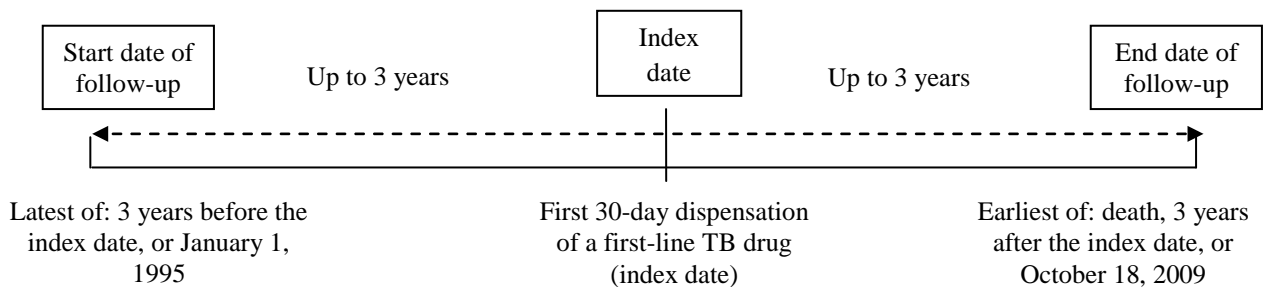 Start date of
follow-up
Up to 3 years
Index
date
Up to 3 years
End date of
follow-up
Latest of: 3 years before the
index date, or January 1,
1995
First 30-day dispensation
of a first-line TB drug
(index date)
Earliest of: death, 3 years
after the index date, or
October 18, 2009